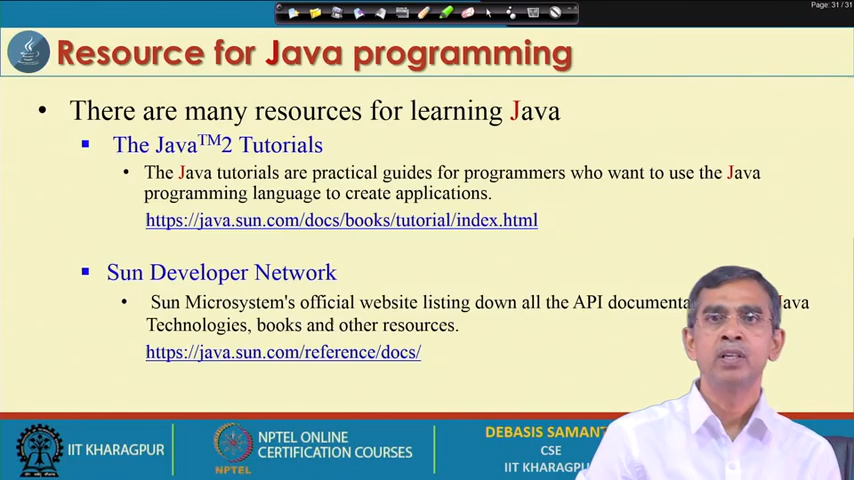 Page: 31 / 31
Resource for Java programming
• There are many resources for learning Java
▪ The Java™2 Tutorials
• The Java tutorials are practical guides for programmers who want to use the Java
programming language to create applications.
https://java.sun.com/docs/books/tutorial/index.html
▪ Sun Developer Network
• Sun Microsystem's official website listing down all the API Java
Technologies, books and other resources.
https://java.sun.com/reference/docs/
IIT KHARAGPUR
NPTEL
NPTEL ONLINE
CERTIFICATION COURSES
DEBASIS
CSE
IIT